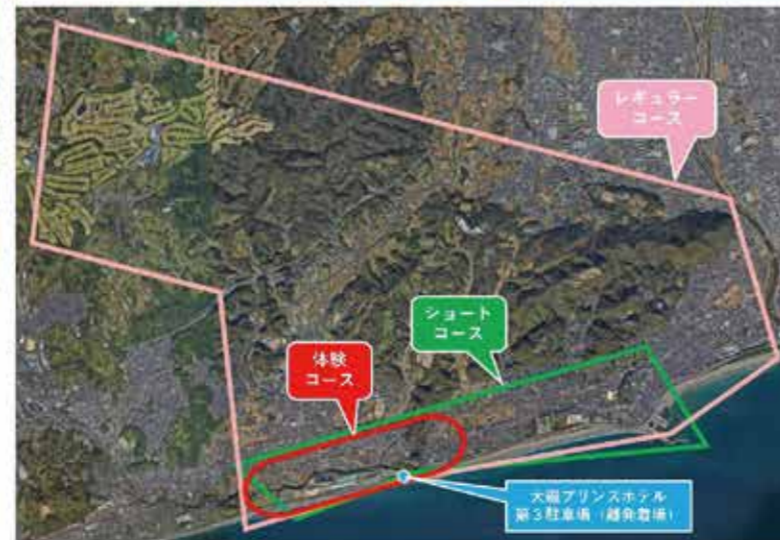 レギュラー
コース
ショート
コース
体験
コース
大磯プリンスホテル
第3駐車場（離発着場）